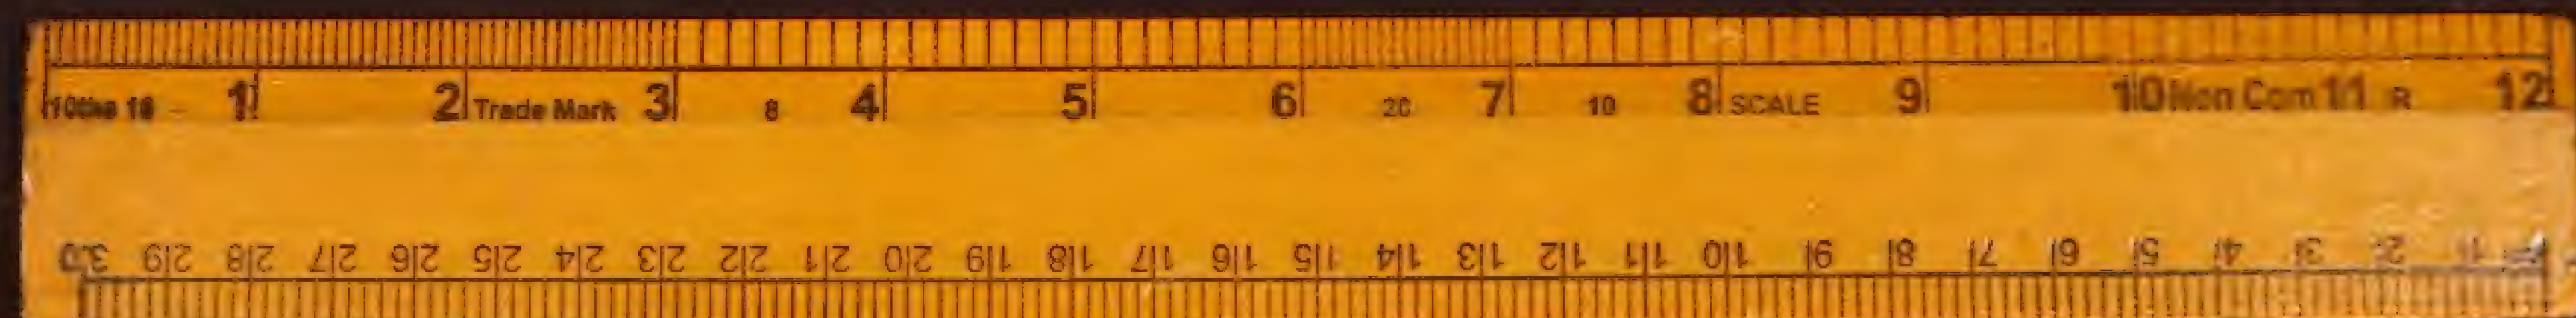 10ths 16 1 2 Trade Mark 3 8 4 5 6 20 7 10 8 SCALE 9 10 Non Com 11 R 12
30 29 28 27 26 25 24 23 22 21 20 19 18 17 16 15 14 13 12 11 10 9 8 7 6 5 4 3 2 1